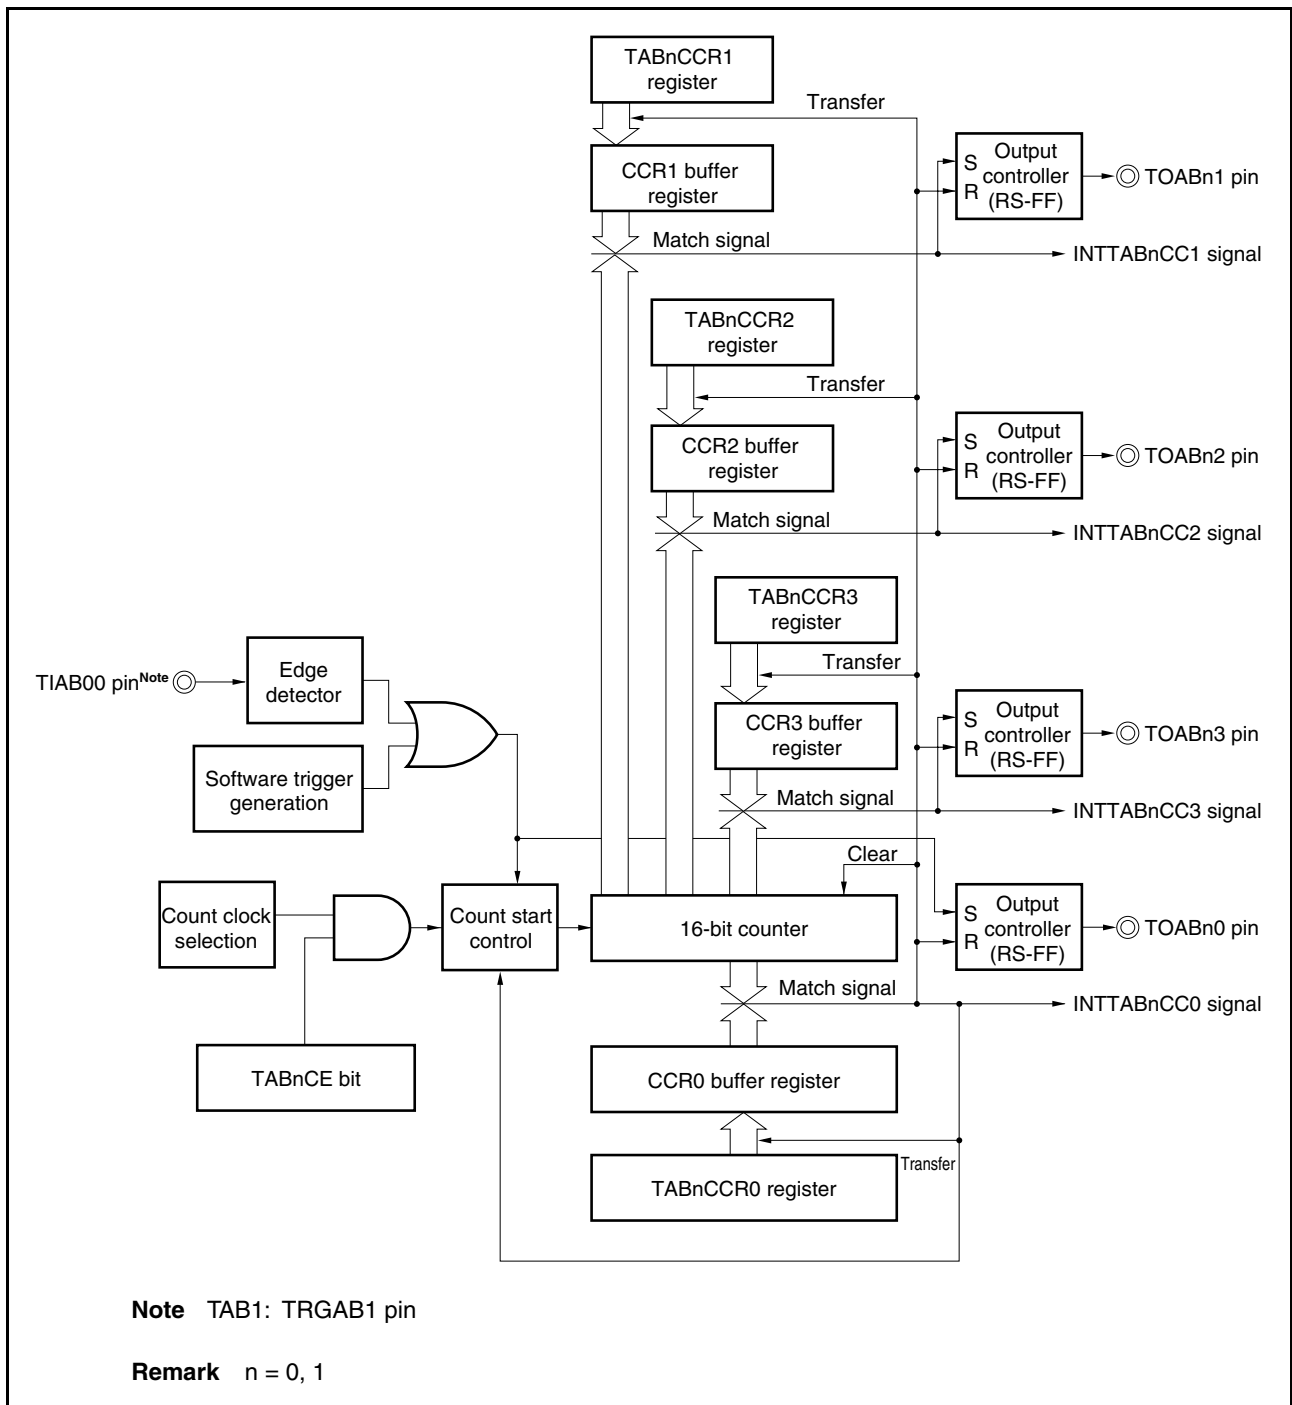 TABnCCR1
register
Transfer
CCR1 buffer
register
S
R
Output
controller
(RS-FF)
TOABn1 pin
Match signal
INTTABnCC1 signal
TABnCCR2
register
Transfer
CCR2 buffer
register
S
R
Output
controller
(RS-FF)
TOABn2 pin
Match signal
INTTABnCC2 signal
TABnCCR3
register
Transfer
CCR3 buffer
register
S
R
Output
controller
(RS-FF)
TOABn3 pin
Match signal
INTTABnCC3 signal
TIAB00 pinNote
Edge
detector
Software trigger
generation
Clear
Count clock
selection
Count start
control
16-bit counter
S
R
Output
controller
(RS-FF)
TOABn0 pin
Match signal
INTTABnCC0 signal
TABnCE bit
CCR0 buffer register
Transfer
TABnCCR0 register
Note TAB1: TRGAB1 pin
Remark n = 0, 1